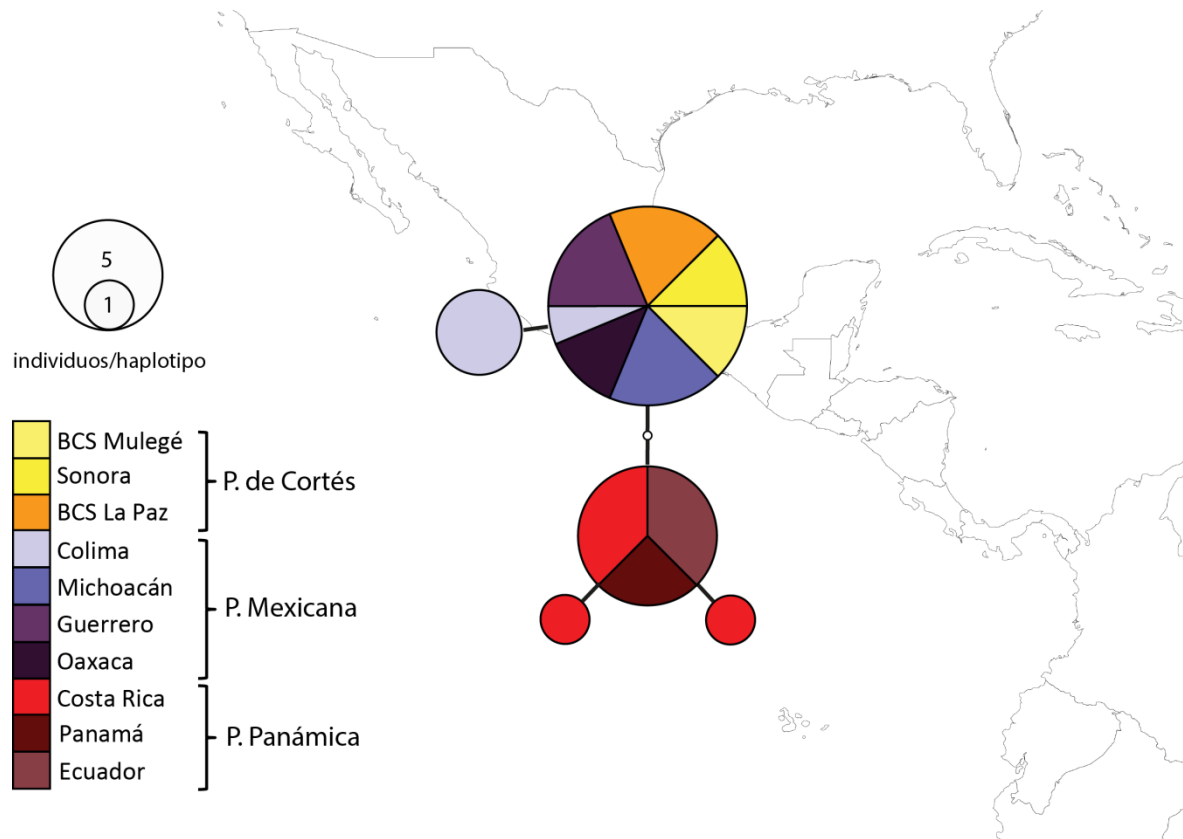 5
1
individuos/haplotipo
BCS Mulegé
Sonora
BCS La Paz
Colima
Michoacán
Guerrero
Oaxaca
Costa Rica
Panamá
Ecuador
P. de Cortés
P. Mexicana
P. Panámica